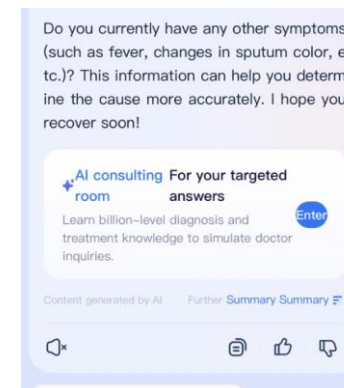 Do you currently have any other symptoms
(such as fever, changes in sputum color, e
tc.)? This information can help you determ
ine the cause more accurately. I hope you
recover soon!
AI consulting room
For your targeted answers
Learn billion-level diagnosis and
treatment knowledge to simulate doctor
inquiries.
Enter
Content generated by AI Further Summary Summary